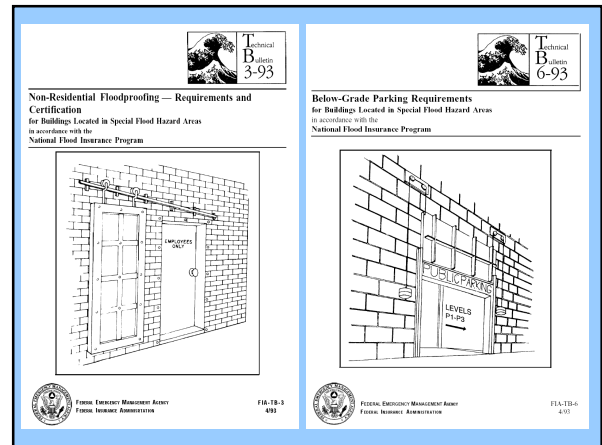 Technical
Bulletin
3-93
Non-Residential Floodproofing — Requirements and
Certification
for Buildings Located in Special Flood Hazard Areas
in accordance with the
National Flood Insurance Program
EMPLOYEES
ONLY
FEDERAL EMERGENCY MANAGEMENT AGENCY
FEDERAL INSURANCE ADMINISTRATION
FIA-TB-3
4/93
Technical
Bulletin
6-93
Below-Grade Parking Requirements
for Buildings Located in Special Flood Hazard Areas
in accordance with the
National Flood Insurance Program
PUBLIC PARKING
LEVELS
P1-P3
FEDERAL EMERGENCY MANAGEMENT AGENCY
FEDERAL INSURANCE ADMINISTRATION
FIA-TB-6
4/93